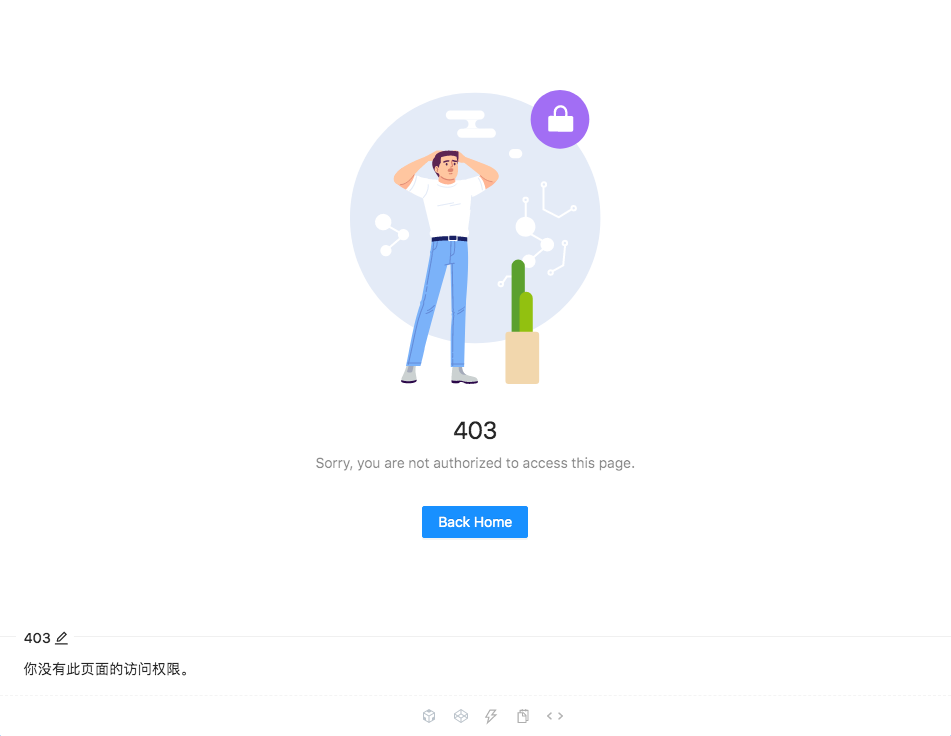 403
Sorry, you are not authorized to access this page.
Back Home
403
你没有此页面的访问权限。